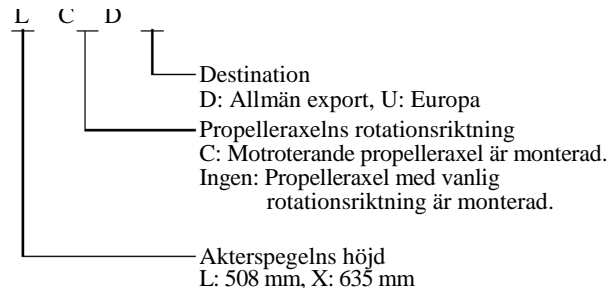 L C D
Destination
D: Allmän export, U: Europa
Propelleraxelns rotationsriktning
C: Motroterande propelleraxel är monterad.
Ingen: Propelleraxel med vanlig
rotationsriktning är monterad.
Akterspegelns höjd
L: 508 mm, X: 635 mm